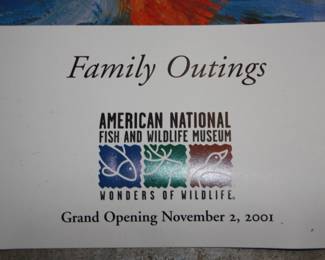 Family Outings
AMERICAN NATIONAL
FISH AND WILDLIFE MUSEUM
WONDERS OF WILDLIFE®
Grand Opening November 2, 2001